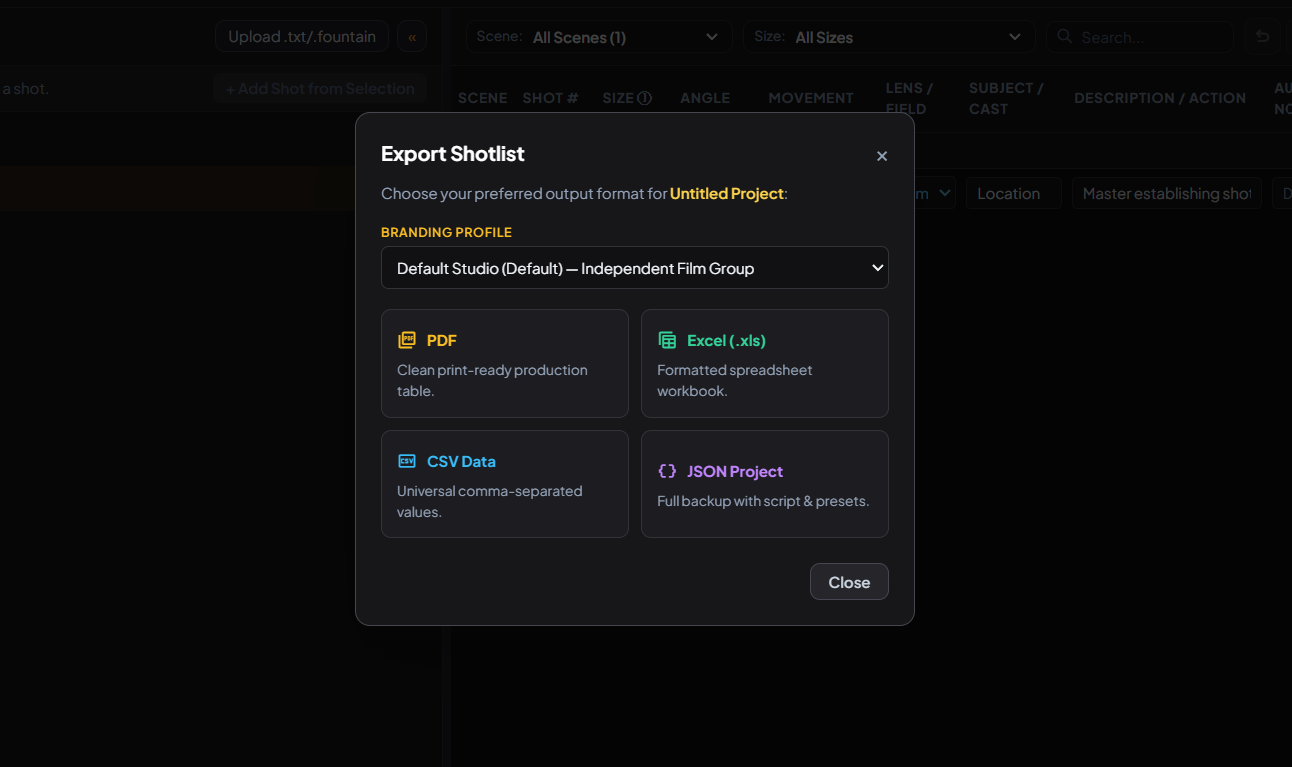 Upload .txt/.fountain
«
Scene: All Scenes (1)
Size: All Sizes
Search...
a shot.
+ Add Shot from Selection
SCENE
SHOT #
SIZE
ANGLE
MOVEMENT
LENS /
FIELD
SUBJECT /
CAST
DESCRIPTION / ACTION
Location
Master establishing shot
Export Shotlist
×
Choose your preferred output format for Untitled Project:
BRANDING PROFILE
Default Studio (Default) — Independent Film Group
PDF
Clean print-ready production
table.
Excel (.xls)
Formatted spreadsheet
workbook.
CSV
CSV Data
Universal comma-separated
values.
{} JSON Project
Full backup with script & presets.
Close